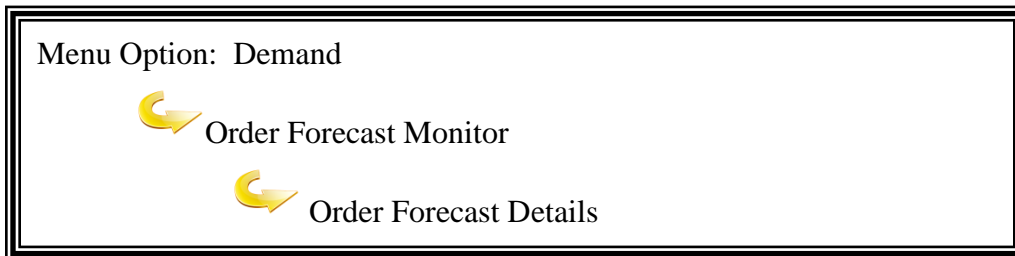 Menu Option: Demand
Order Forecast Monitor
Order Forecast Details